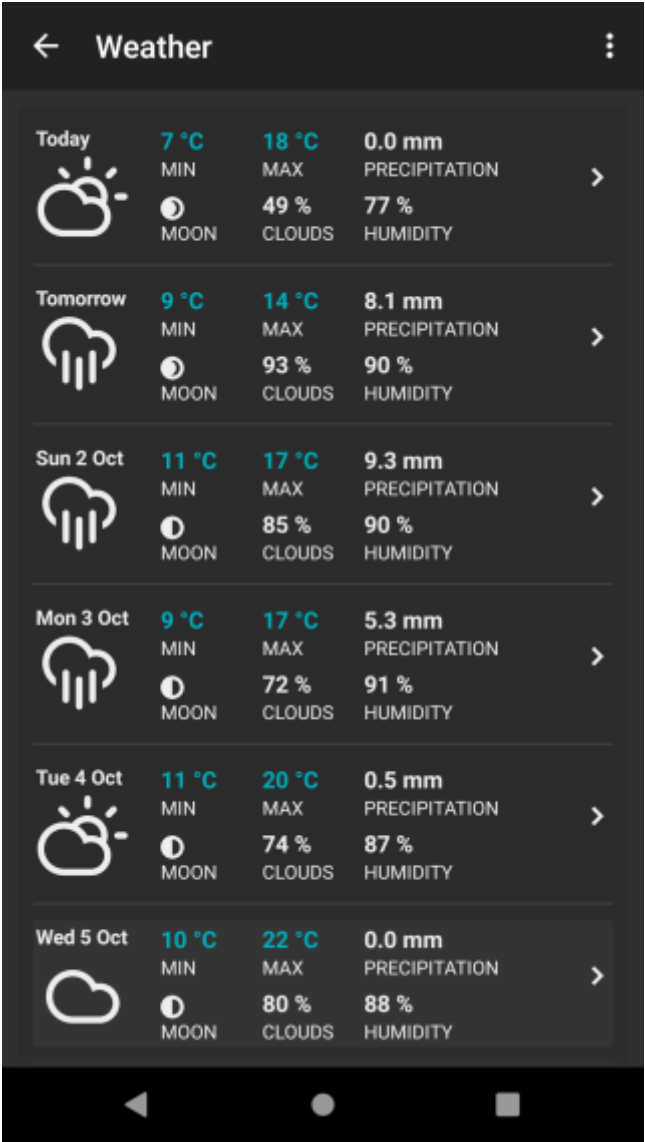 Weather
Today 7 °C 18 °C 0.0 mm
MIN MAX PRECIPITATION
49 % 77 %
MOON CLOUDS HUMIDITY
Tomorrow 9 °C 14 °C 8.1 mm
MIN MAX PRECIPITATION
93 % 90 %
MOON CLOUDS HUMIDITY
Sun 2 Oct 11 °C 17 °C 9.3 mm
MIN MAX PRECIPITATION
85 % 90 %
MOON CLOUDS HUMIDITY
Mon 3 Oct 9 °C 17 °C 5.3 mm
MIN MAX PRECIPITATION
72 % 91 %
MOON CLOUDS HUMIDITY
Tue 4 Oct 11 °C 20 °C 0.5 mm
MIN MAX PRECIPITATION
74 % 87 %
MOON CLOUDS HUMIDITY
Wed 5 Oct 10 °C 22 °C 0.0 mm
MIN MAX PRECIPITATION
80 % 88 %
MOON CLOUDS HUMIDITY